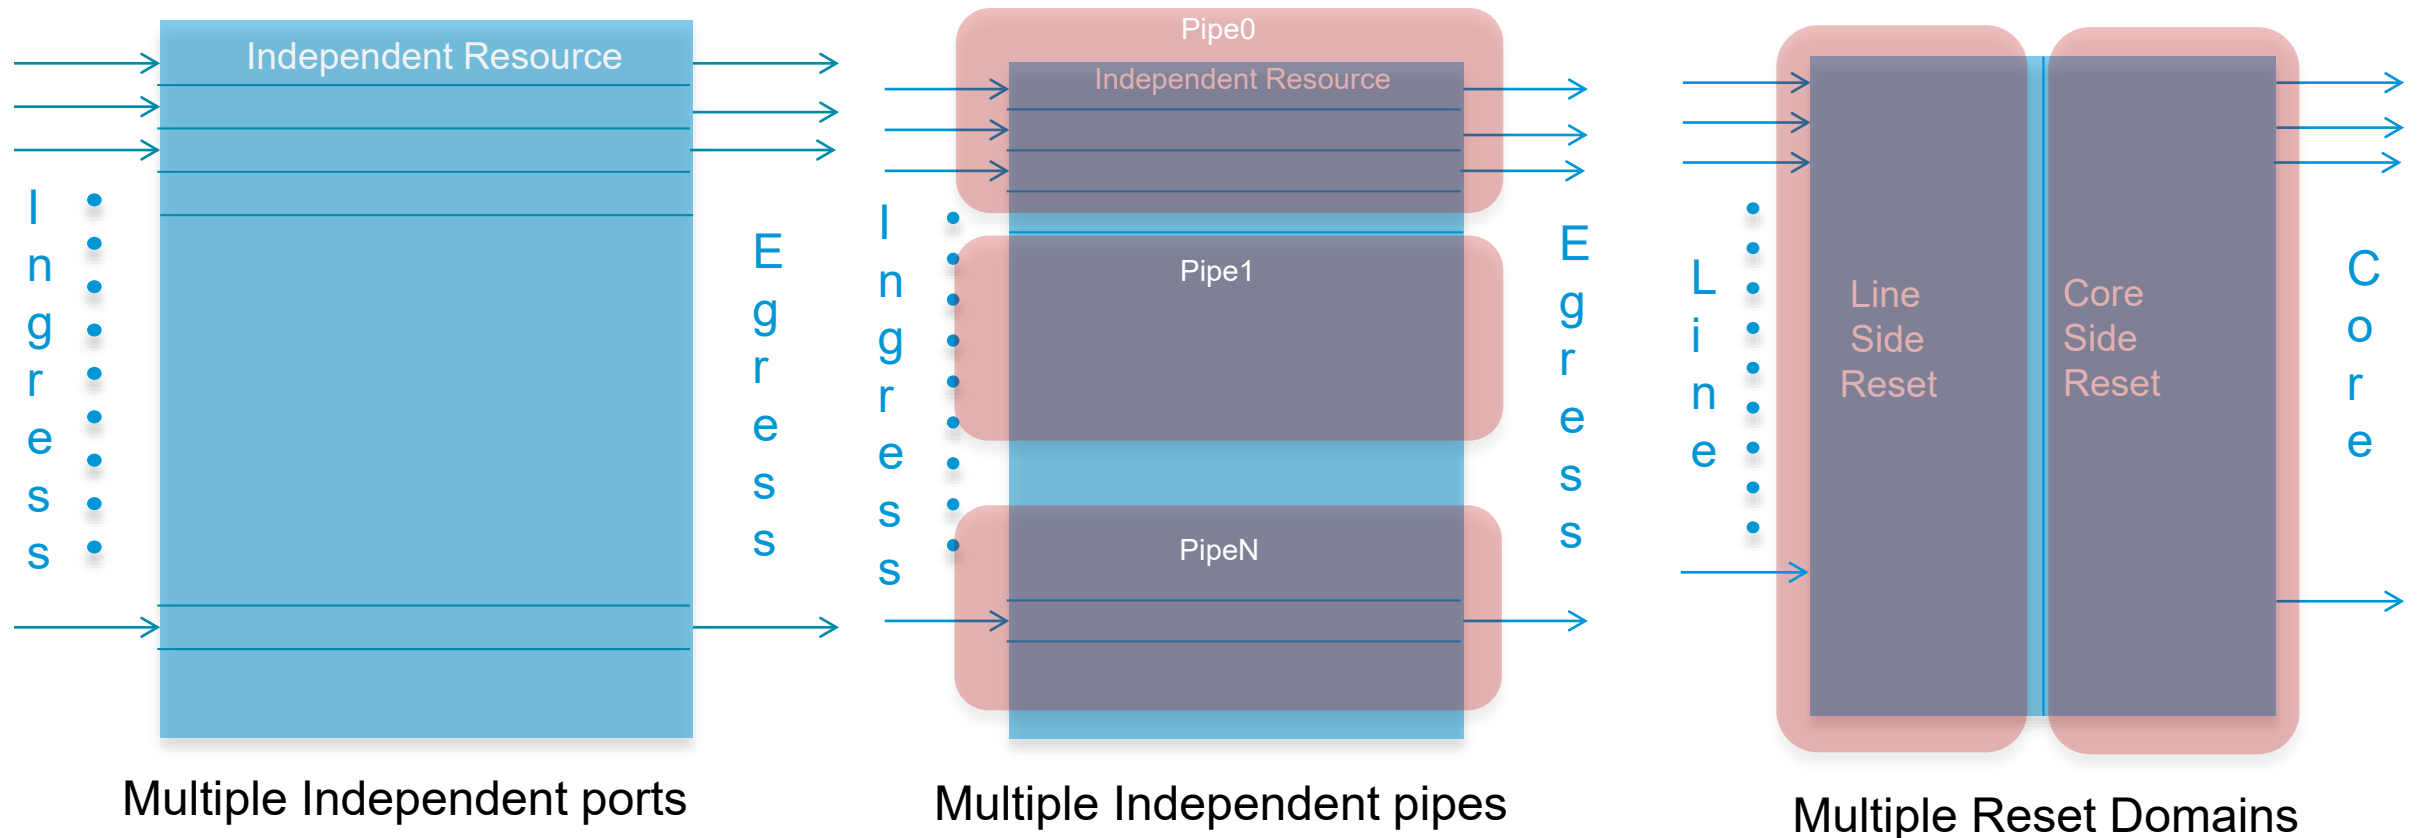 Independent Resource
Ingress
Egress
Multiple Independent ports
Pipe0
Independent Resource
Pipe1
PipeN
Ingress
Egress
Multiple Independent pipes
Line
Line
Side
Reset
Core
Side
Reset
Core
Multiple Reset Domains